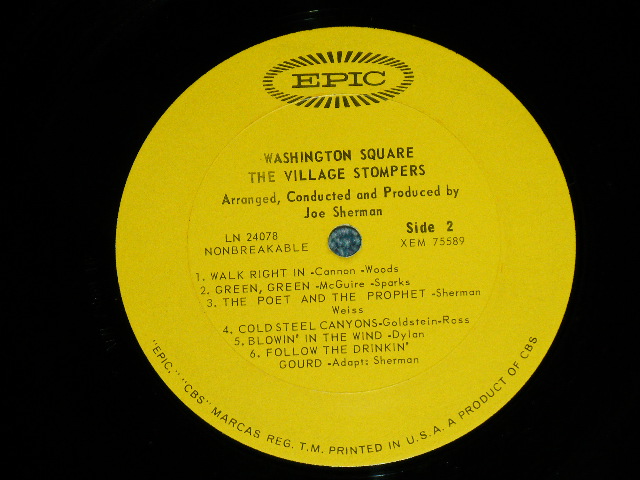 EPIC
WASHINGTON SQUARE
THE VILLAGE STOMPERS
Arranged, Conducted and Produced by
Joe Sherman
LN 24078
NONBREAKABLE
Side 2
XEM 75589
1. WALK RIGHT IN -Cannon -Woods
2. GREEN, GREEN -McGuire -Sparks
3. THE POET AND THE PROPHET -Sherman
Weiss
4. COLD STEEL CANYONS-Goldstein-Ross
5. BLOWIN' IN THE WIND -Dylan
6. FOLLOW THE DRINKIN'
GOURD -Adapt: Sherman
"EPIC," "CBS" MARCAS REG. T.M. PRINTED IN U.S.A. A PRODUCT OF CBS